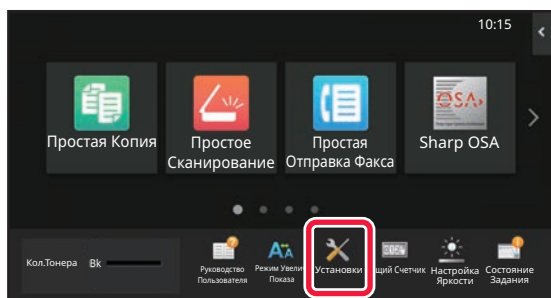 10:15
Простая Копия
Простое
Сканирование
Простая
Отправка Факса
OSA
Sharp OSA
Кол.Тонера Bk
Руководство
Пользователя
Режим Увелич
Показа
Установки
щий Счетчик
Настройка
Яркости
Состояние
Задания